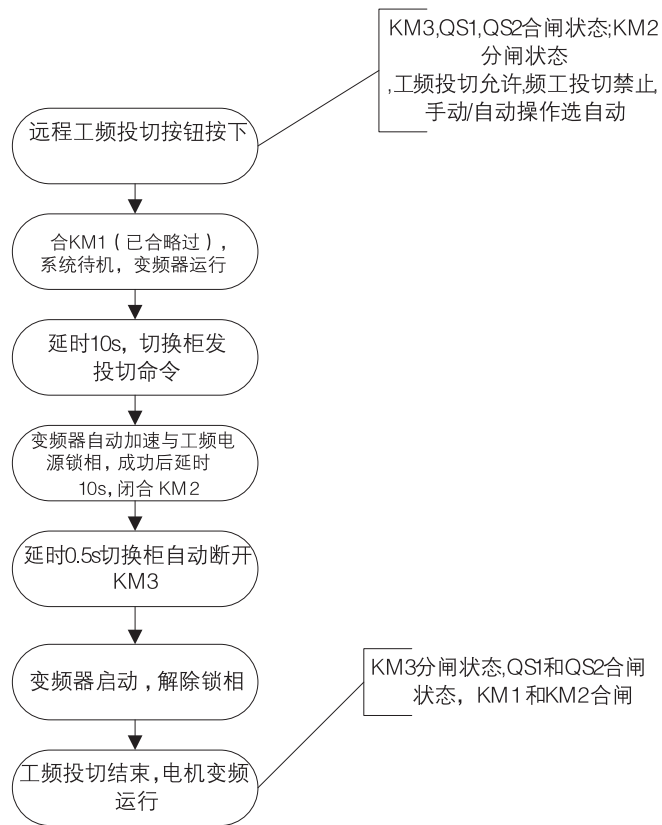 KM3,QS1,QS2合闸状态;KM2
分闸状态
,工频投切允许,频工投切禁止,
手动/自动操作选自动
远程工频投切按钮按下
合KM1（已合略过），
系统待机，变频器运行
延时10s，切换柜发
投切命令
变频器自动加速与工频电
源锁相，成功后延时
10s,闭合 KM2
延时0.5s切换柜自动断开
KM3
变频器启动，解除锁相
KM3分闸状态,QS1和QS2合闸
状态，KM1和KM2合闸
工频投切结束,电机变频
运行